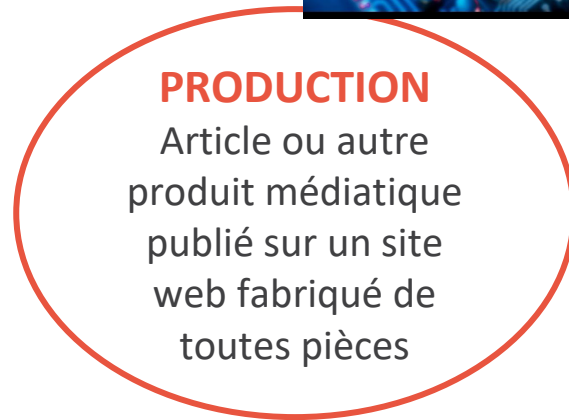 PRODUCTION
Article ou autre
produit médiatique
publié sur un site
web fabriqué de
toutes pièces